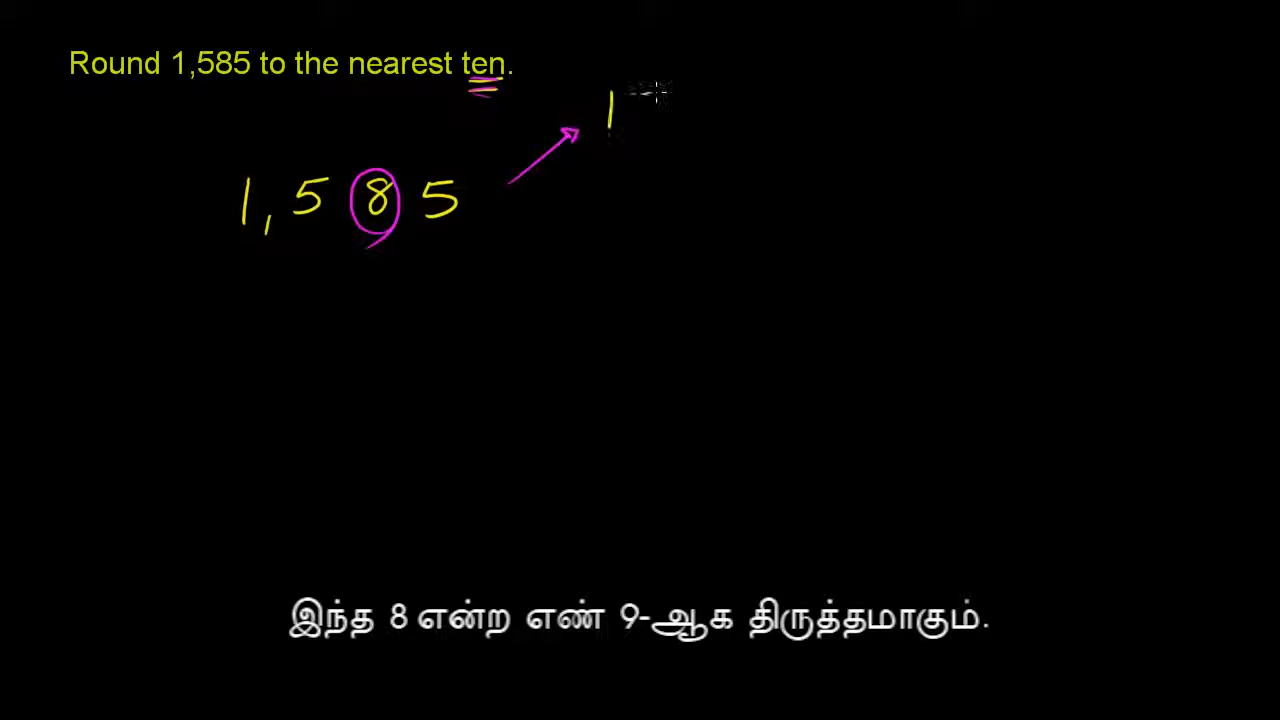 Round 1,585 to the nearest ten.
1
1,585
இந்த 8 என்ற எண் 9-ஆக திருத்தமாகும்.